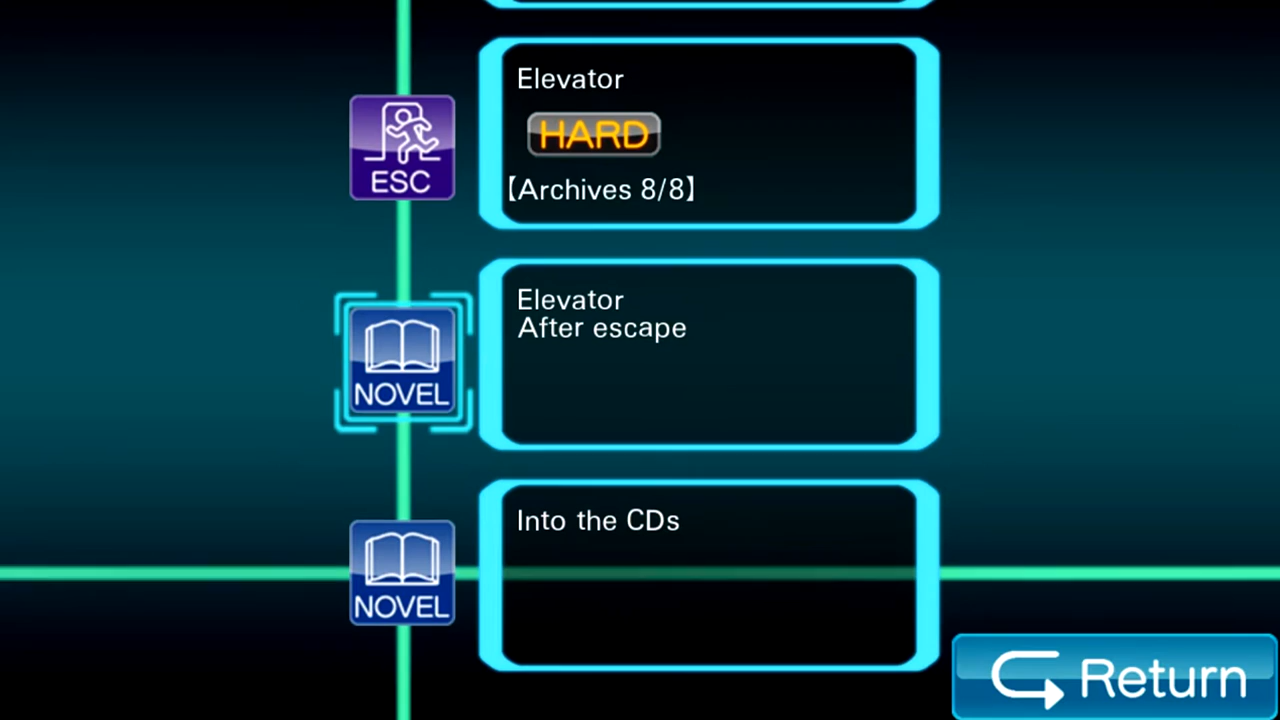 Elevator
HARD
ESC
【Archives 8/8】
Elevator
After escape
NOVEL
Into the CDs
NOVEL
Return